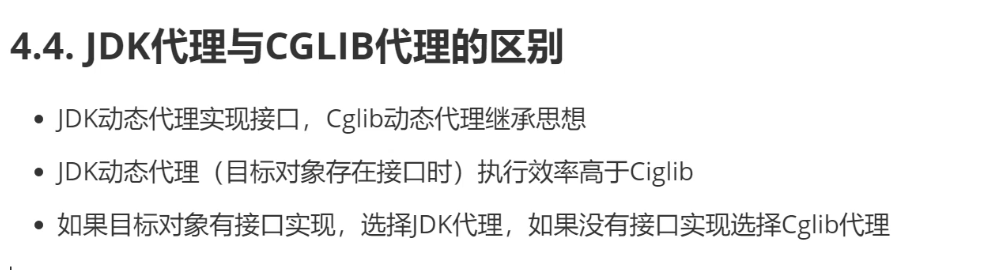 4.4. JDK代理与CGLIB代理的区别
• JDK动态代理实现接口，Cglib动态代理继承思想
• JDK动态代理（目标对象存在接口时）执行效率高于Ciglib
• 如果目标对象有接口实现，选择JDK代理，如果没有接口实现选择Cglib代理